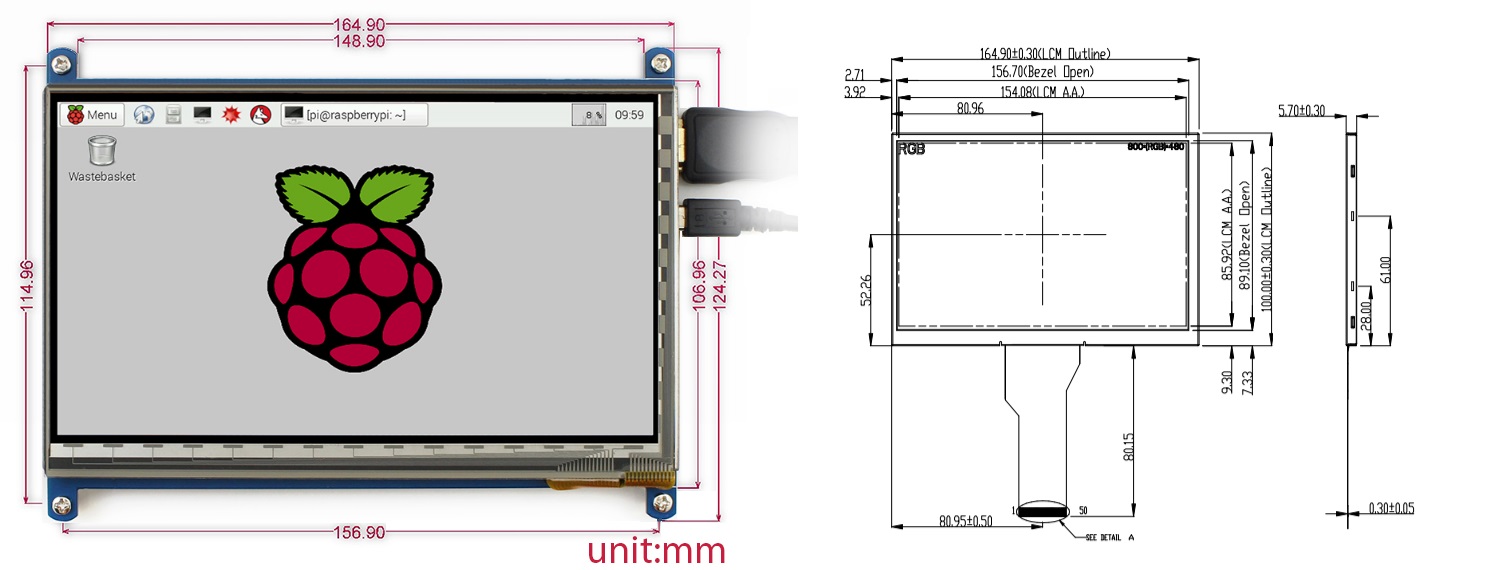 164.90
148.90
Menu
[pi@raspberrypi: ~]
8 %
09:59
Wastebasket
114.96
106.96
124.27
156.90
unit:mm
164.90±0.30(LCM Outline)
2.71
156.70(Bezel Open)
3.92
154.08(LCM A.A.)
80.96
5.70±0.30
RGB
800-(RGB)-480
85.92(LCM A.A.)
89.10(Bezel Open)
100.00±0.30(LCM Outline)
52.26
61.00
28.00
9.30
7.33
80.15
1
50
80.95±0.50
SEE DETAIL A
0.30±0.05